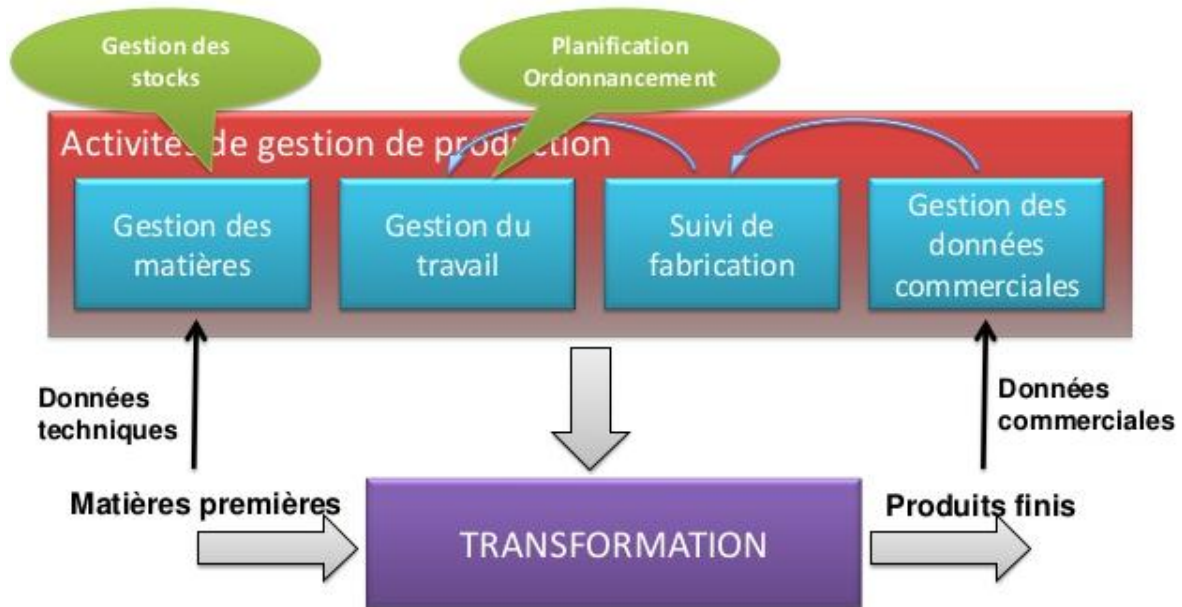 Gestion des
stocks
Planification
Ordonnancement
Activités de gestion de production
Gestion des
matières
Gestion du
travail
Suivi de
fabrication
Gestion des
données
commerciales
Données
techniques
Données
commerciales
Matières premières
Produits finis
TRANSFORMATION